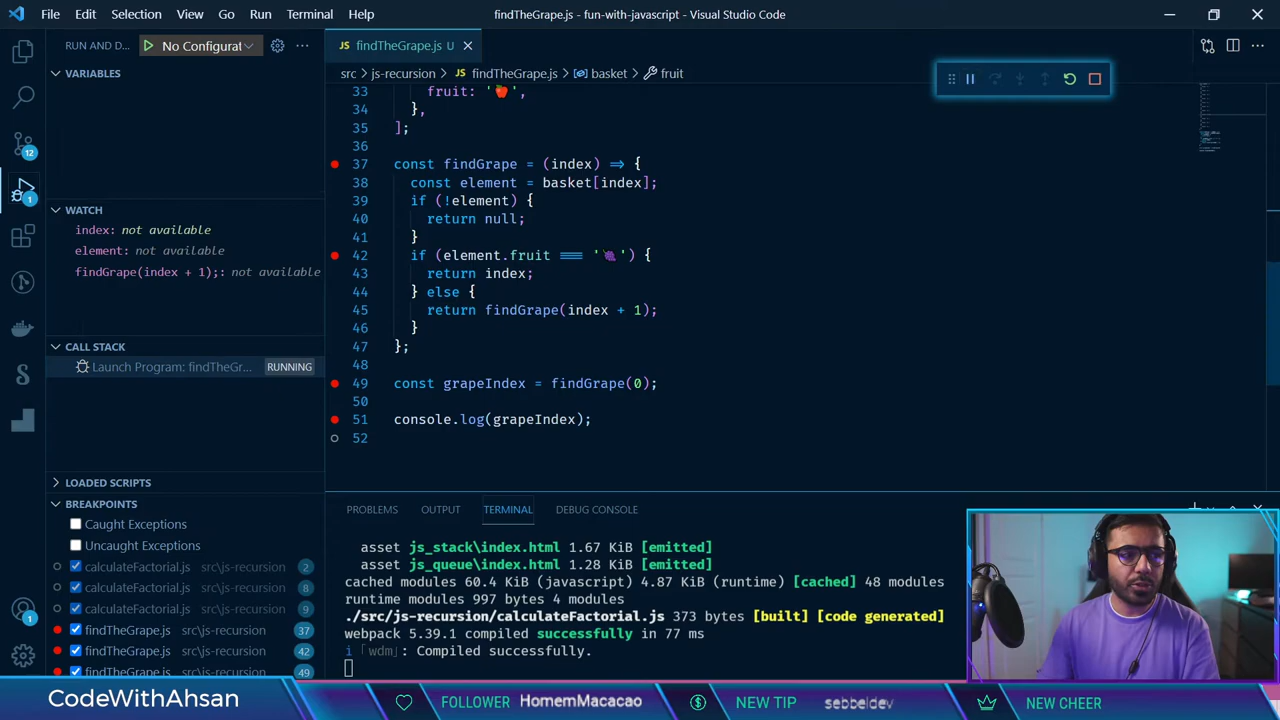 File Edit Selection View Go Run Terminal Help
findTheGrape.js - fun-with-javascript - Visual Studio Code
RUN AND D... No Configurat
JS findTheGrape.js U
src > js-recursion > JS findTheGrape.js > basket > fruit
VARIABLES
WATCH
index: not available
element: not available
findGrape(index + 1);: not available
CALL STACK
Launch Program: findTheGr... RUNNING
LOADED SCRIPTS
BREAKPOINTS
Caught Exceptions
Uncaught Exceptions
calculateFactorial.js src\js-recursion 2
calculateFactorial.js src\js-recursion 8
calculateFactorial.js src\js-recursion 9
findTheGrape.js src\js-recursion 37
findTheGrape.js src\js-recursion 42
findTheGrape.js src\js-recursion 49
12
1
1
33 fruit: '🍎',
34 },
35 ];
36
37 const findGrape = (index) => {
38 const element = basket[index];
39 if (!element) {
40 return null;
41 }
42 if (element.fruit === '🍇') {
43 return index;
44 } else {
45 return findGrape(index + 1);
46 }
47 };
48
49 const grapeIndex = findGrape(0);
50
51 console.log(grapeIndex);
52
PROBLEMS OUTPUT TERMINAL DEBUG CONSOLE
asset js_stack\index.html 1.67 KiB [emitted]
asset js_queue\index.html 1.28 KiB [emitted]
cached modules 60.4 KiB (javascript) 4.87 KiB (runtime) [cached] 48 modules
runtime modules 997 bytes 4 modules
./src/js-recursion/calculateFactorial.js 373 bytes [built] [code generated]
webpack 5.39.1 compiled successfully in 77 ms
i ｢wdm｣: Compiled successfully.
CodeWithAhsan
FOLLOWER HomemMacacao
NEW TIP sebbeldev
NEW CHEER